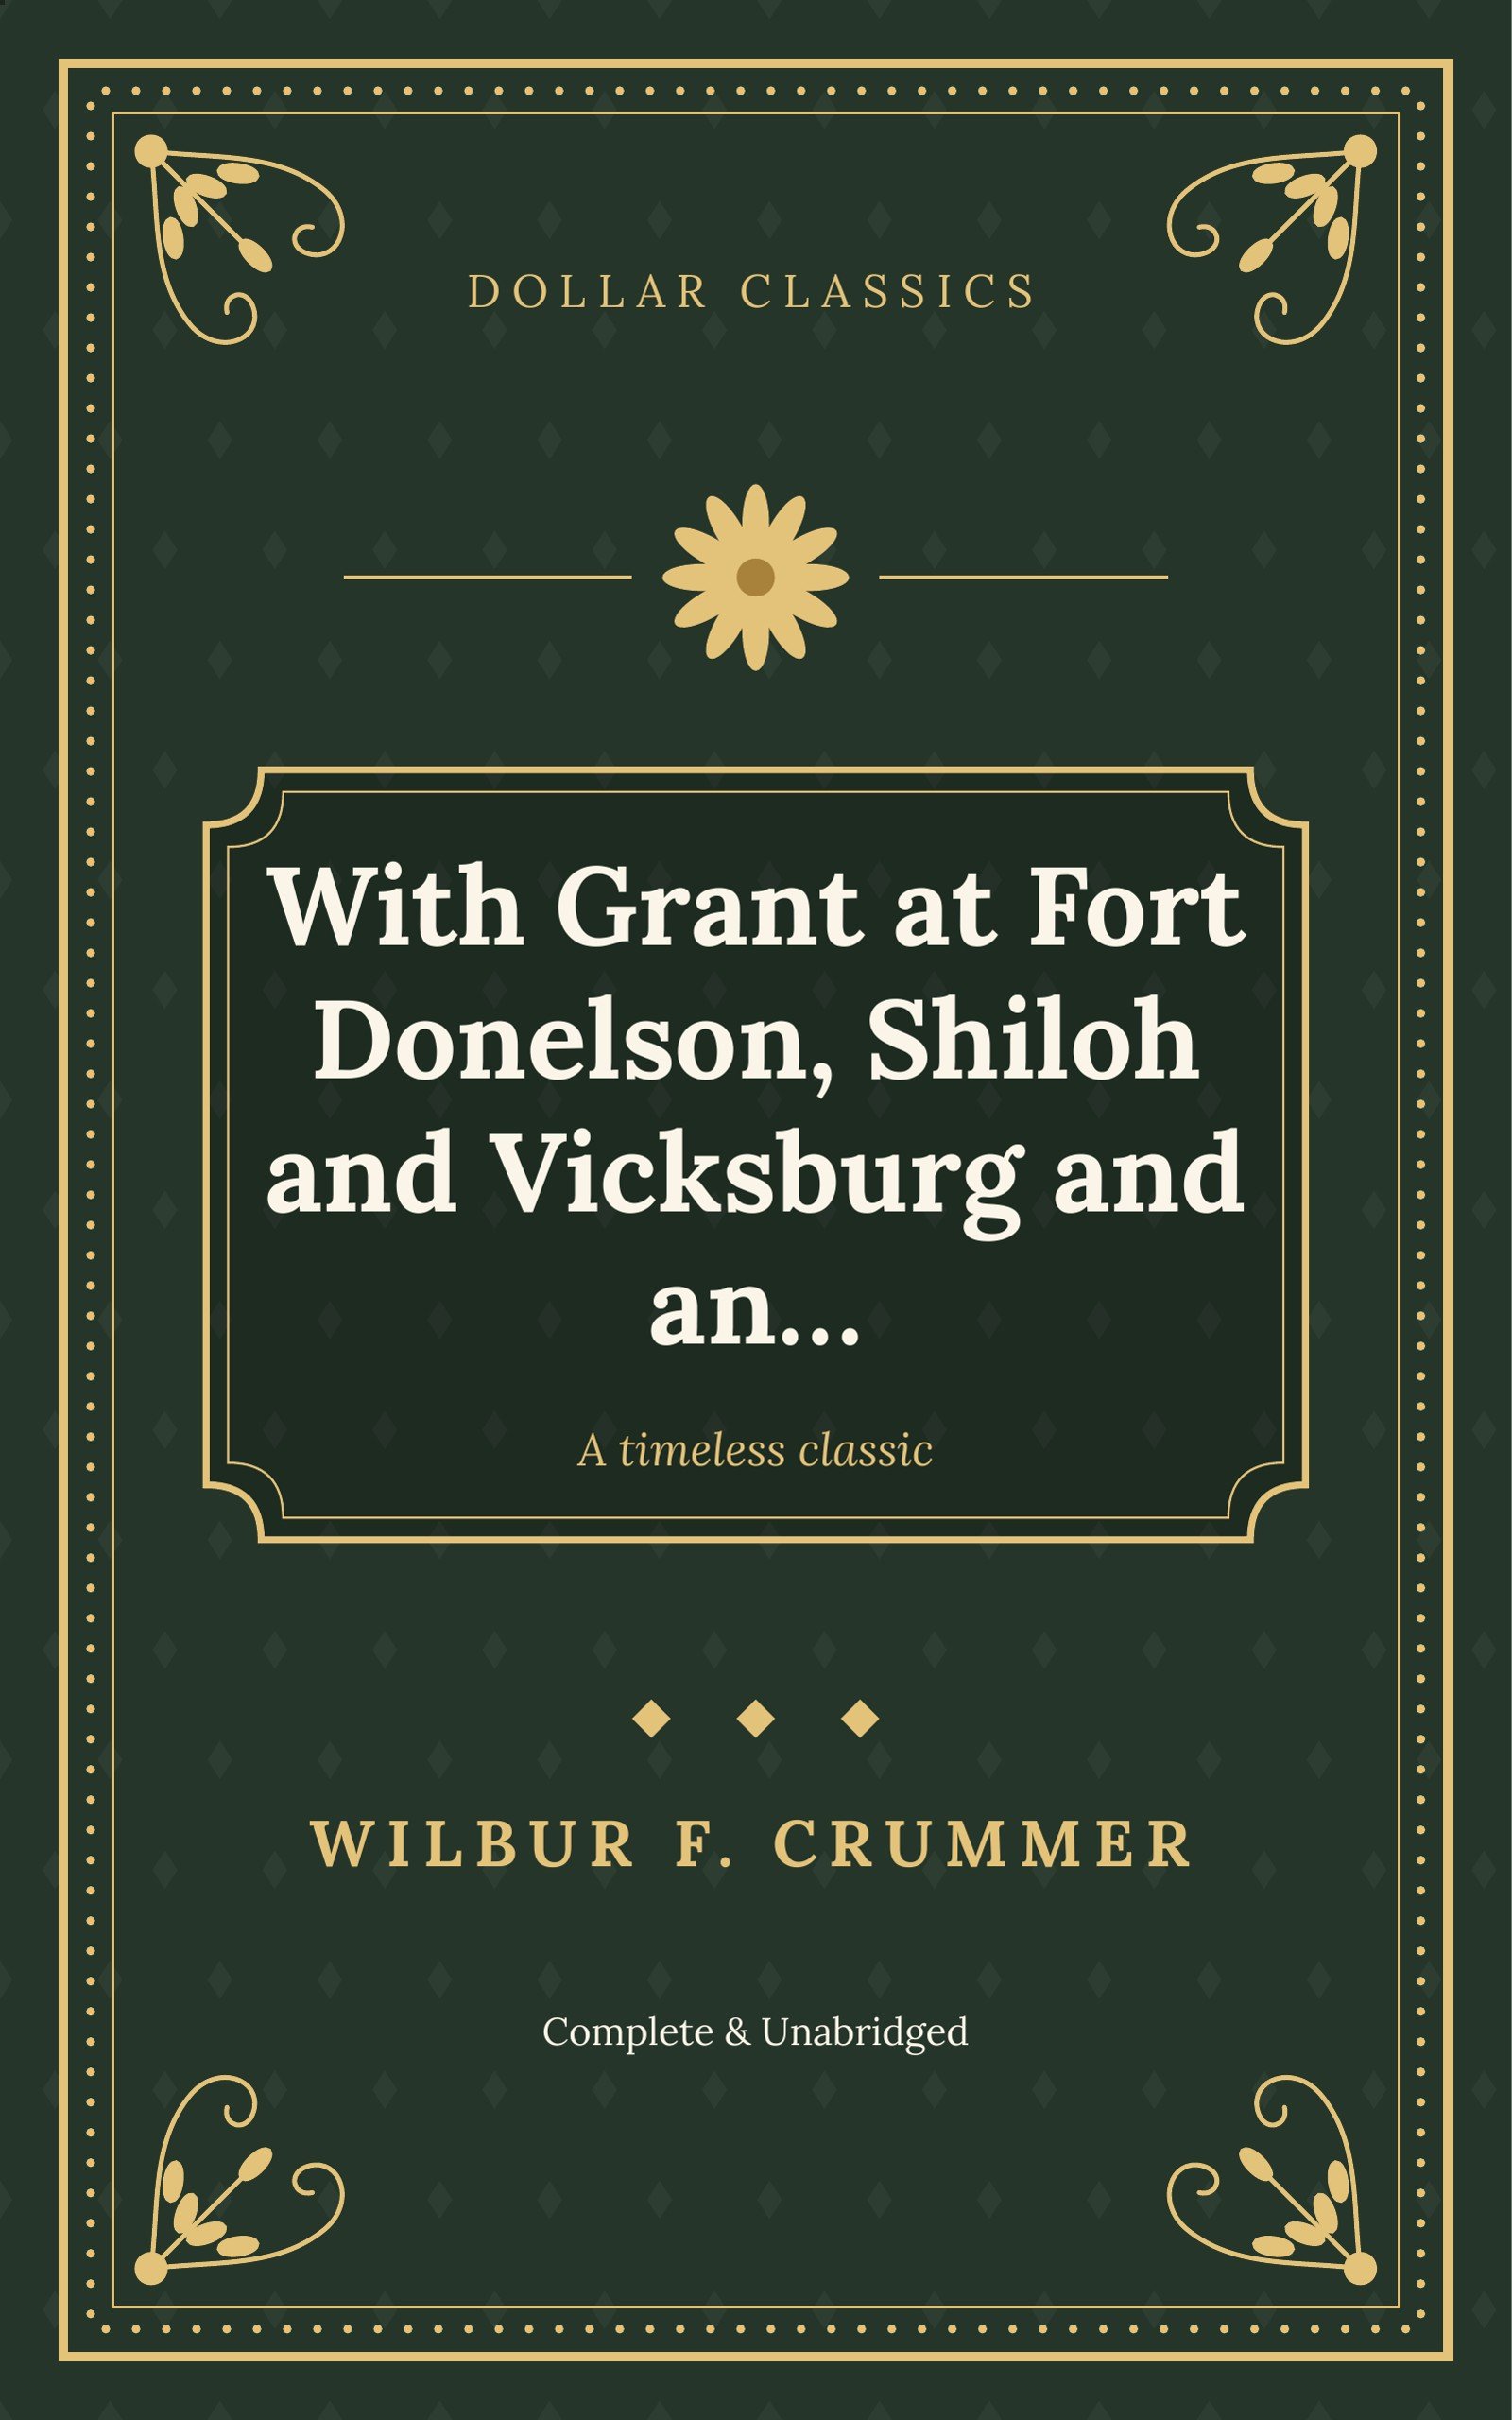 DOLLAR CLASSICS
With Grant at Fort
Donelson, Shiloh
and Vicksburg and
an...
A timeless classic
WILBUR F. CRUMMER
Complete & Unabridged